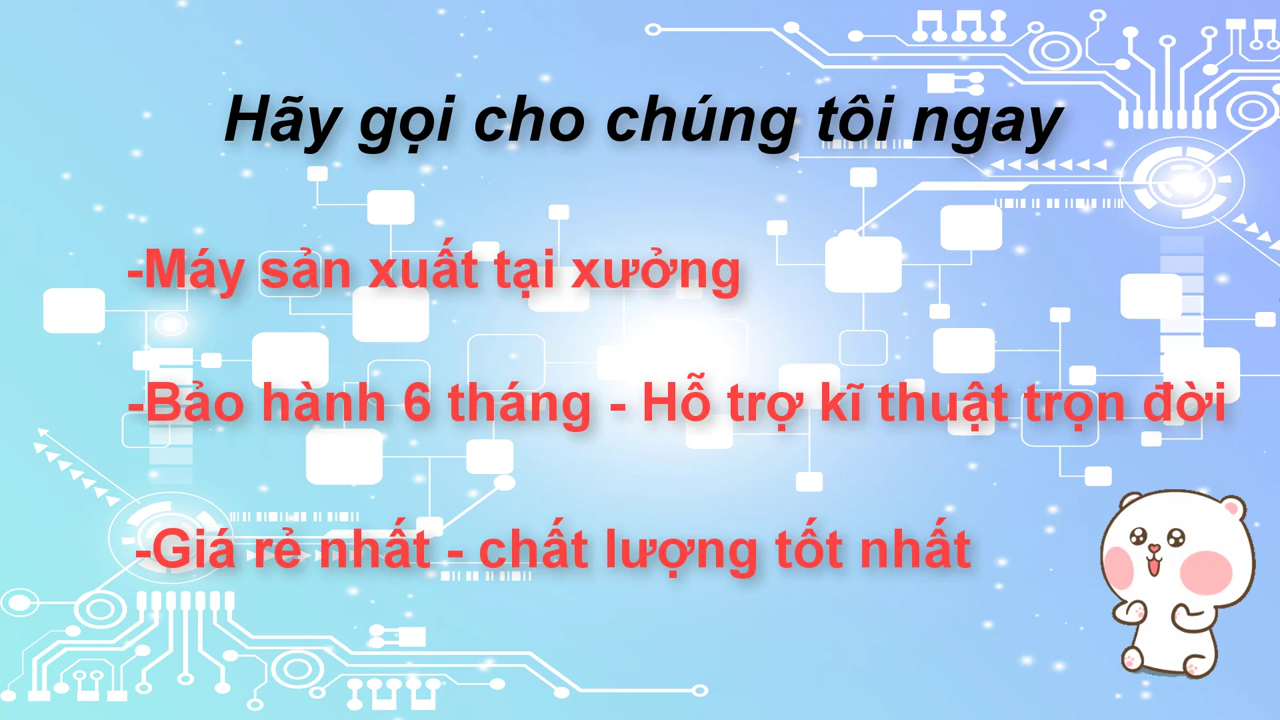 Hãy gọi cho chúng tôi ngay
-Máy sản xuất tại xưởng
-Bảo hành 6 tháng - Hỗ trợ kĩ thuật trọn đời
-Giá rẻ nhất - chất lượng tốt nhất